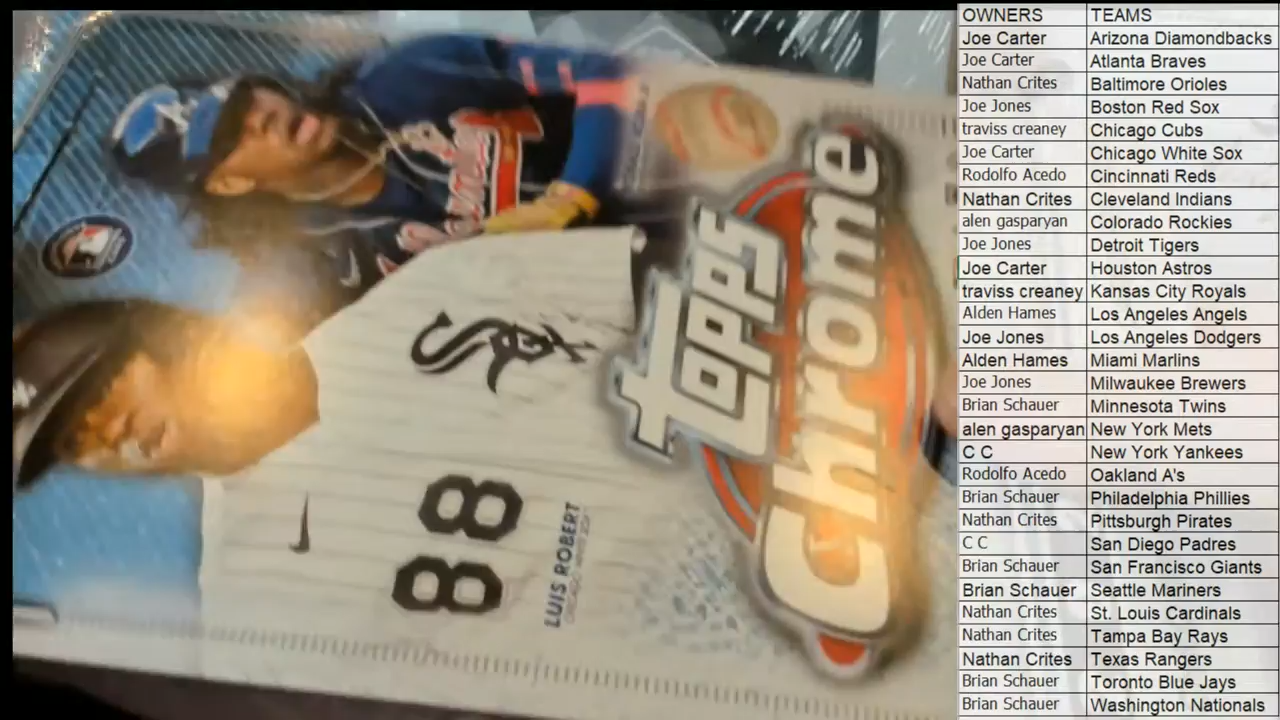 Topps
Chrome
Braves
Sox
88
88
LUIS ROBERT
OWNERS TEAMS
Joe Carter Arizona Diamondbacks
Joe Carter Atlanta Braves
Nathan Crites Baltimore Orioles
Joe Jones Boston Red Sox
traviss creaney Chicago Cubs
Joe Carter Chicago White Sox
Rodolfo Acedo Cincinnati Reds
Nathan Crites Cleveland Indians
alen gasparyan Colorado Rockies
Joe Jones Detroit Tigers
Joe Carter Houston Astros
traviss creaney Kansas City Royals
Alden Hames Los Angeles Angels
Joe Jones Los Angeles Dodgers
Alden Hames Miami Marlins
Joe Jones Milwaukee Brewers
Brian Schauer Minnesota Twins
alen gasparyan New York Mets
C C New York Yankees
Rodolfo Acedo Oakland A's
Brian Schauer Philadelphia Phillies
Nathan Crites Pittsburgh Pirates
C C San Diego Padres
Brian Schauer San Francisco Giants
Brian Schauer Seattle Mariners
Nathan Crites St. Louis Cardinals
Nathan Crites Tampa Bay Rays
Nathan Crites Texas Rangers
Brian Schauer Toronto Blue Jays
Brian Schauer Washington Nationals